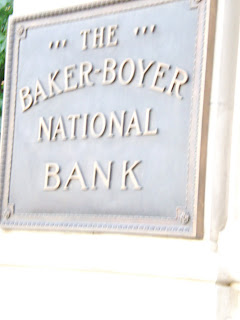 ''' THE '''
BAKER-BOYER
NATIONAL
BANK